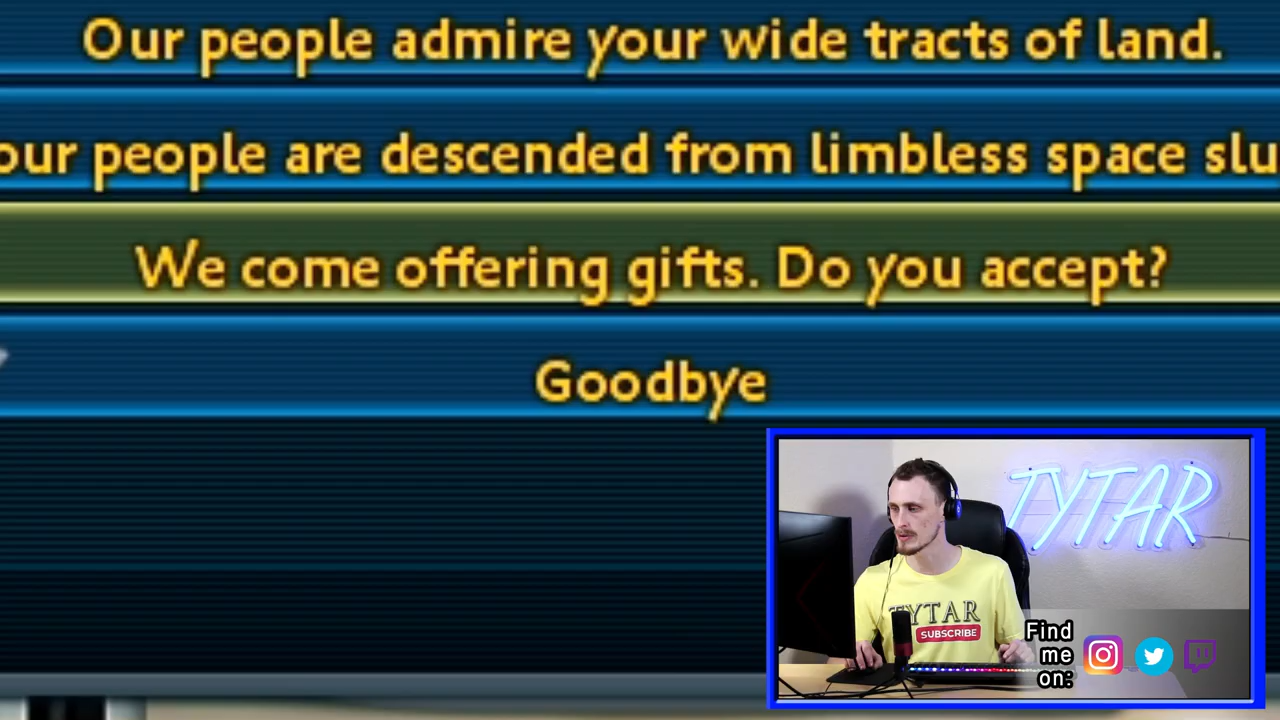 Our people admire your wide tracts of land.
our people are descended from limbless space slu
We come offering gifts. Do you accept?
Goodbye
TYTAR
TYTAR
SUBSCRIBE
Find
me
on: